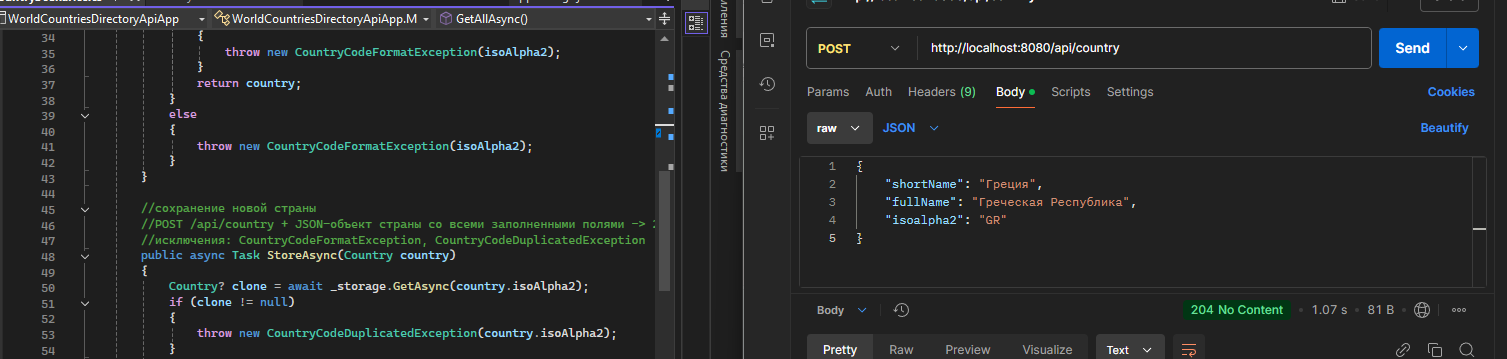 WorldCountriesDirectoryApiApp
WorldCountriesDirectoryApiApp.M
GetAllAsync()
34 {
35 throw new CountryCodeFormatException(isoAlpha2);
36 }
37 return country;
38 }
39 else
40 {
41 throw new CountryCodeFormatException(isoAlpha2);
42 }
43 }
44
45 //сохранение новой страны
46 //POST /api/country + JSON-объект страны со всеми заполненными полями ->
47 //исключения: CountryCodeFormatException, CountryCodeDuplicatedException
48 public async Task StoreAsync(Country country)
49 {
50 Country? clone = await _storage.GetAsync(country.isoAlpha2);
51 if (clone != null)
52 {
53 throw new CountryCodeDuplicatedException(country.isoAlpha2);
54 }
Средства диагностики
POST
http://localhost:8080/api/country
Send
Params Auth Headers (9) Body Scripts Settings
Cookies
raw JSON
Beautify
1 {
2 "shortName": "Греция",
3 "fullName": "Греческая Республика",
4 "isoalpha2": "GR"
5 }
Body
204 No Content • 1.07 s • 81 B
Pretty Raw Preview Visualize Text